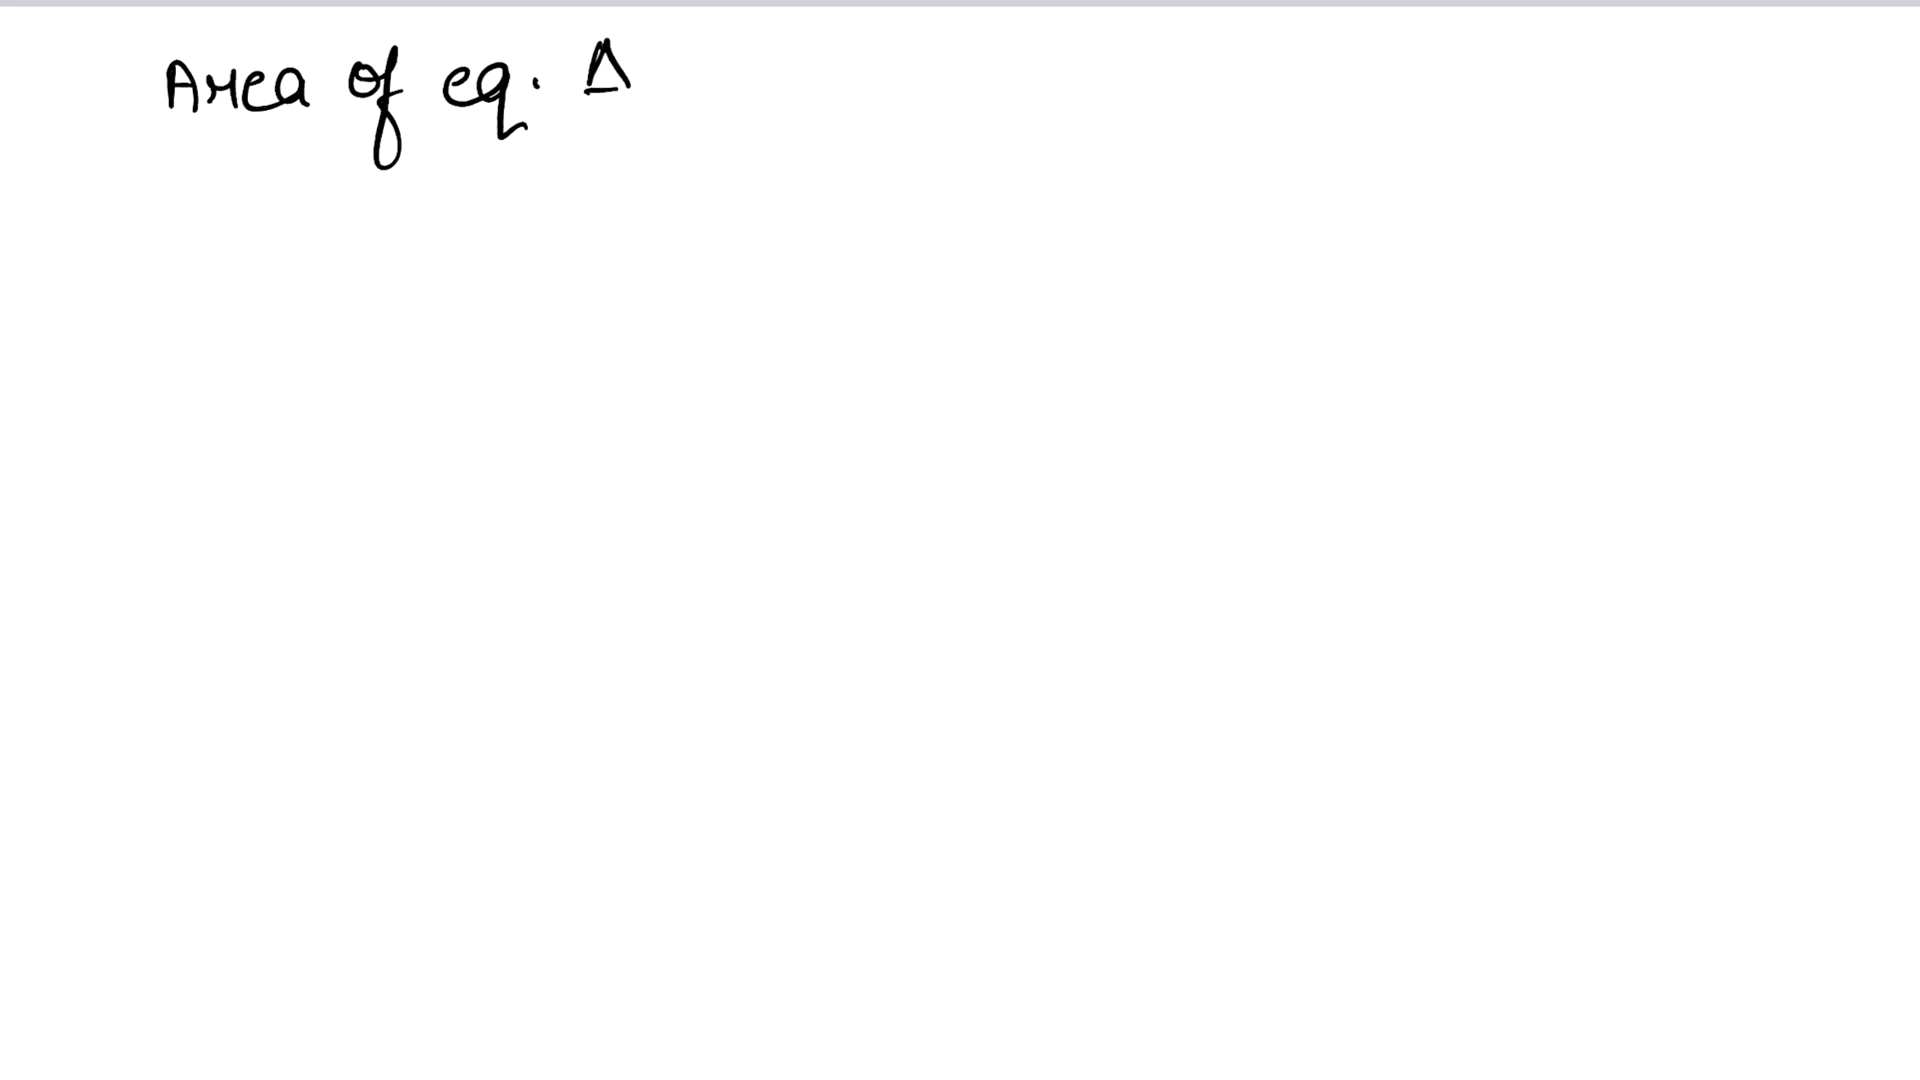 Area of eq. Δ